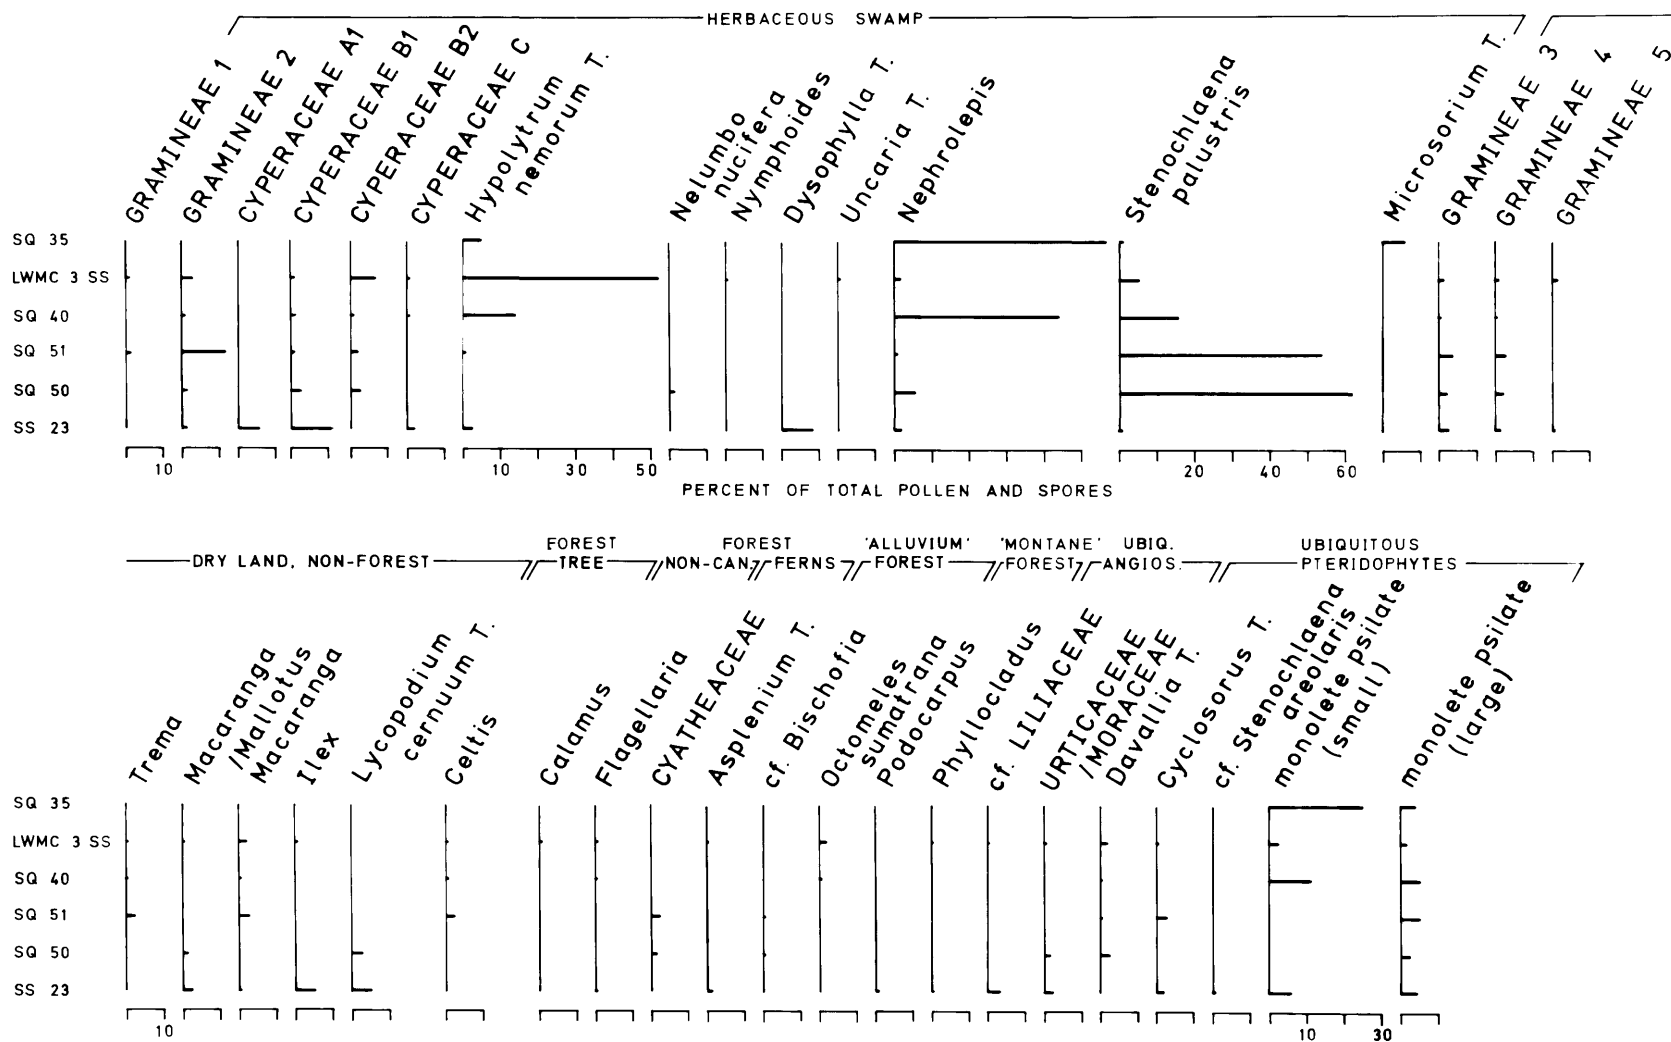 HERBACEOUS SWAMP
GRAMINEAE 1
GRAMINEAE 2
CYPERACEAE A1
CYPERACEAE B1
CYPERACEAE B2
CYPERACEAE C
Hypolytrum
nemorum T.
Nelumbo
nucifera
Nymphoides
Dysophylla T.
Uncaria T.
Nephrolepis
Stenochlaena
palustris
Microsorium T.
GRAMINEAE 3
GRAMINEAE 4
GRAMINEAE 5
SQ 35
LWMC 3 SS
SQ 40
SQ 51
SQ 50
SS 23
10
10 30 50
20 40 60
PERCENT OF TOTAL POLLEN AND SPORES
DRY LAND, NON-FOREST
FOREST
TREE
FOREST
NON-CAN.
FERNS
'ALLUVIUM'
FOREST
'MONTANE'
FOREST
UBIQ.
ANGIOS.
UBIQUITOUS
PTERIDOPHYTES
Trema
Macaranga
/Mallotus
Macaranga
Ilex
Lycopodium
cernuum T.
Celtis
Calamus
Flagellaria
CYATHEACEAE
Asplenium T.
cf. Bischofia
Octomeles
sumatrana
Podocarpus
Phyllocladus
cf. LILIACEAE
URTICACEAE
/MORACEAE
Davallia T.
Cyclosorus T.
cf. Stenochlaena
areolaris
monolete psilate
(small)
monolete psilate
(large)
SQ 35
LWMC 3 SS
SQ 40
SQ 51
SQ 50
SS 23
10
10 30